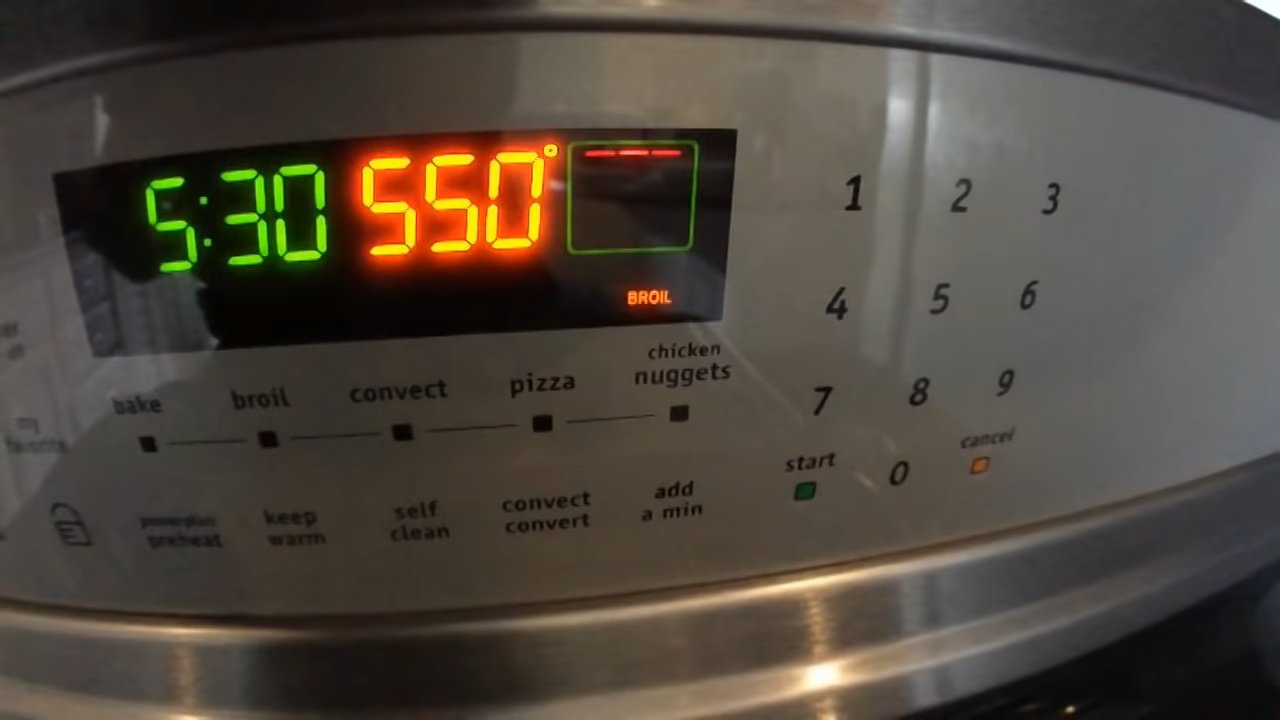 5:30 550°
BROIL
1 2 3
4 5 6
7 8 9
start 0 cancel
bake broil convect pizza chicken nuggets
preheat
keep warm
self clean
convect convert
add a min